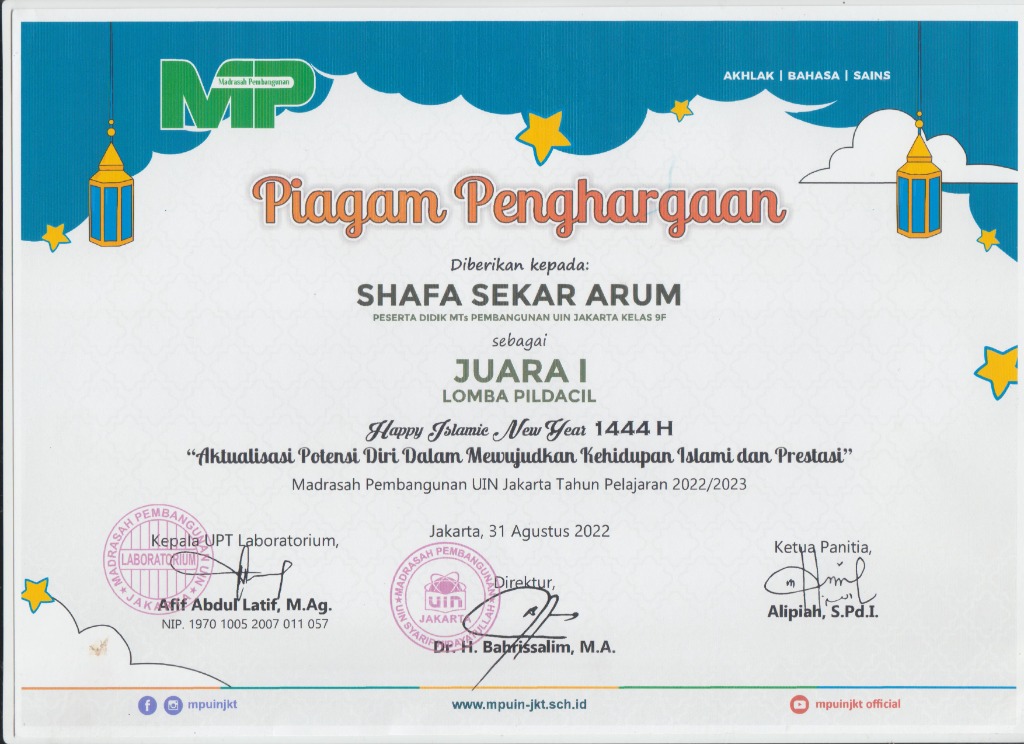 MP
Madrasah Pembangunan
AKHLAK | BAHASA | SAINS
Piagam Penghargaan
Diberikan kepada:
SHAFA SEKAR ARUM
PESERTA DIDIK MTs PEMBANGUNAN UIN JAKARTA KELAS 9F
sebagai
JUARA I
LOMBA PILDACIL
Happy Islamic New Year 1444 H
“Aktualisasi Potensi Diri Dalam Mewujudkan Kehidupan Islami dan Prestasi”
Madrasah Pembangunan UIN Jakarta Tahun Pelajaran 2022/2023
Jakarta, 31 Agustus 2022
Kepala UPT Laboratorium,
MADRASAH PEMBANGUNAN UIN
LABORATORIUM
JAKARTA
Afif Abdul Latif, M.Ag.
NIP. 1970 1005 2007 011 057
Direktur,
MADRASAH PEMBANGUNAN
uin
JAKARTA
UIN SYARIF HIDAYATULLAH
Dr. H. Bahrissalim, M.A.
Ketua Panitia,
Alipiah, S.Pd.I.
mpuinjkt
www.mpuin-jkt.sch.id
mpuinjkt official